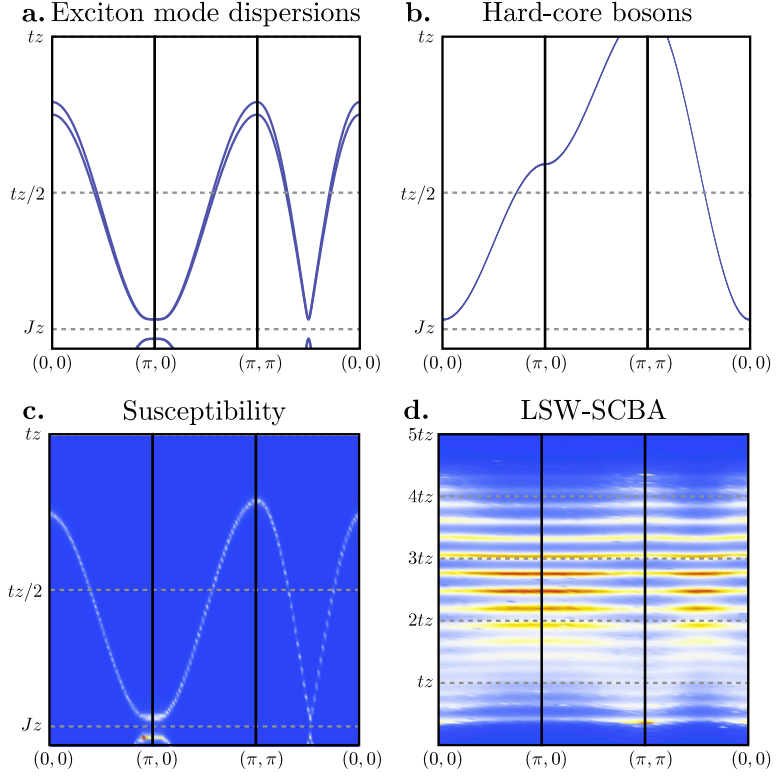 a. Exciton mode dispersions
tz
tz/2
Jz
(0, 0) (π, 0) (π, π) (0, 0)
b. Hard-core bosons
tz
tz/2
Jz
(0, 0) (π, 0) (π, π) (0, 0)
c. Susceptibility
tz
tz/2
Jz
(0, 0) (π, 0) (π, π) (0, 0)
d. LSW-SCBA
5tz
4tz
3tz
2tz
tz
(0, 0) (π, 0) (π, π) (0, 0)